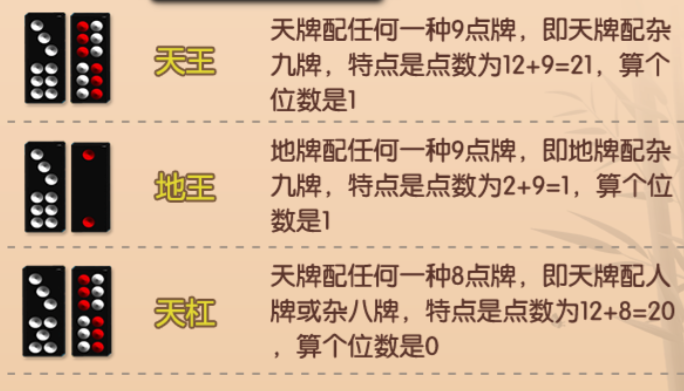 天王
天牌配任何一种9点牌，即天牌配杂
九牌，特点是点数为12+9=21，算个
位数是1
地王
地牌配任何一种9点牌，即地牌配杂
九牌，特点是点数为2+9=1，算个位
数是1
天杠
天牌配任何一种8点牌，即天牌配人
牌或杂八牌，特点是点数为12+8=20
，算个位数是0